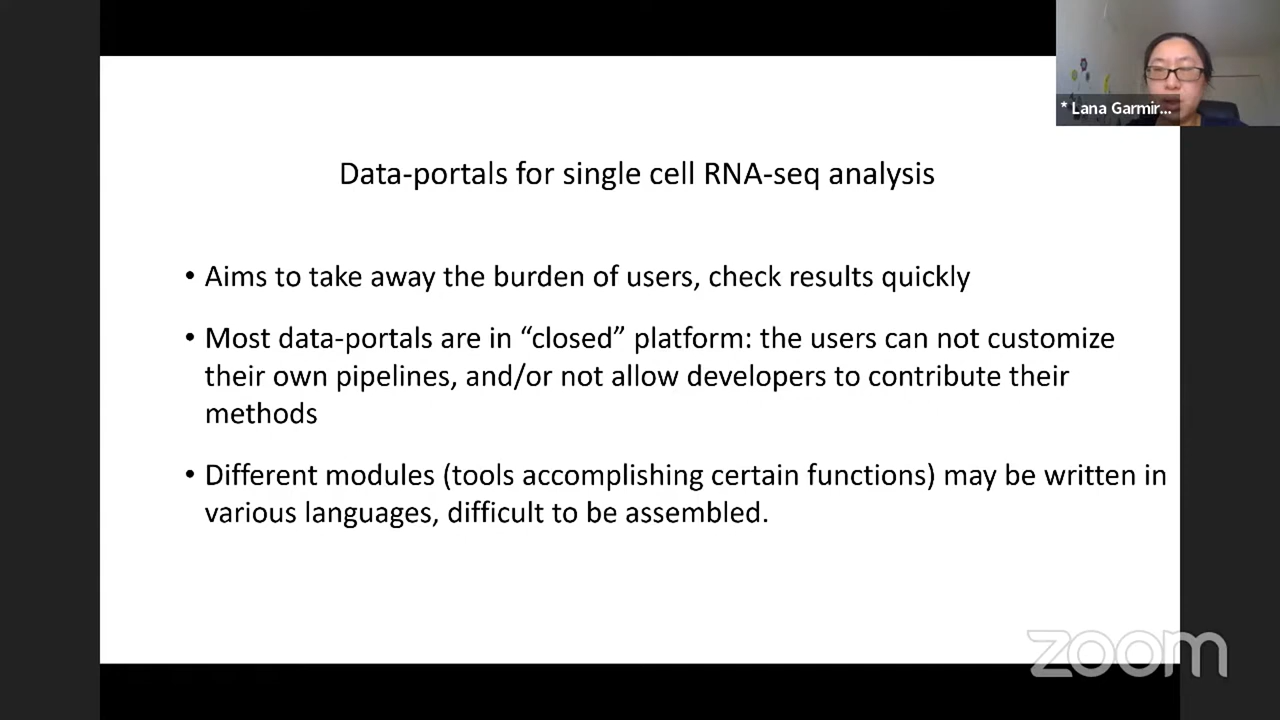 * Lana Garmir...
Data-portals for single cell RNA-seq analysis
• Aims to take away the burden of users, check results quickly
• Most data-portals are in “closed” platform: the users can not customize
their own pipelines, and/or not allow developers to contribute their
methods
• Different modules (tools accomplishing certain functions) may be written in
various languages, difficult to be assembled.
zoom